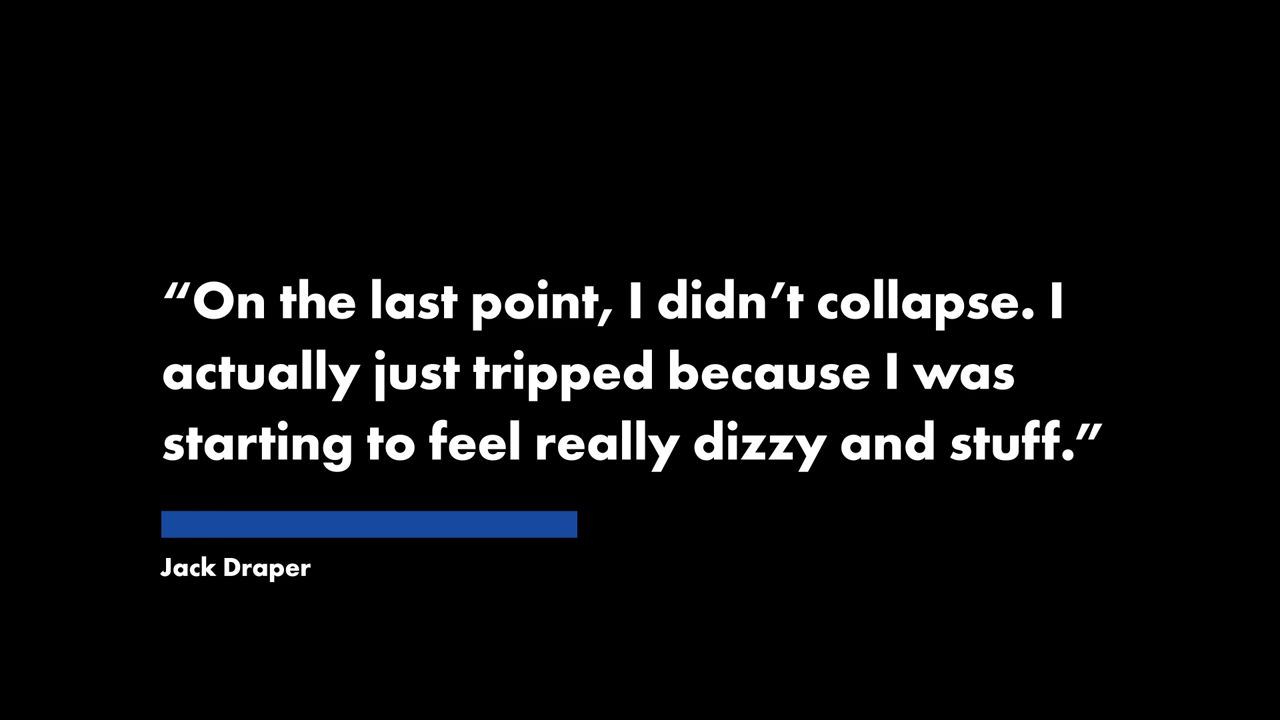 “On the last point, I didn’t collapse. I
actually just tripped because I was
starting to feel really dizzy and stuff.”
Jack Draper